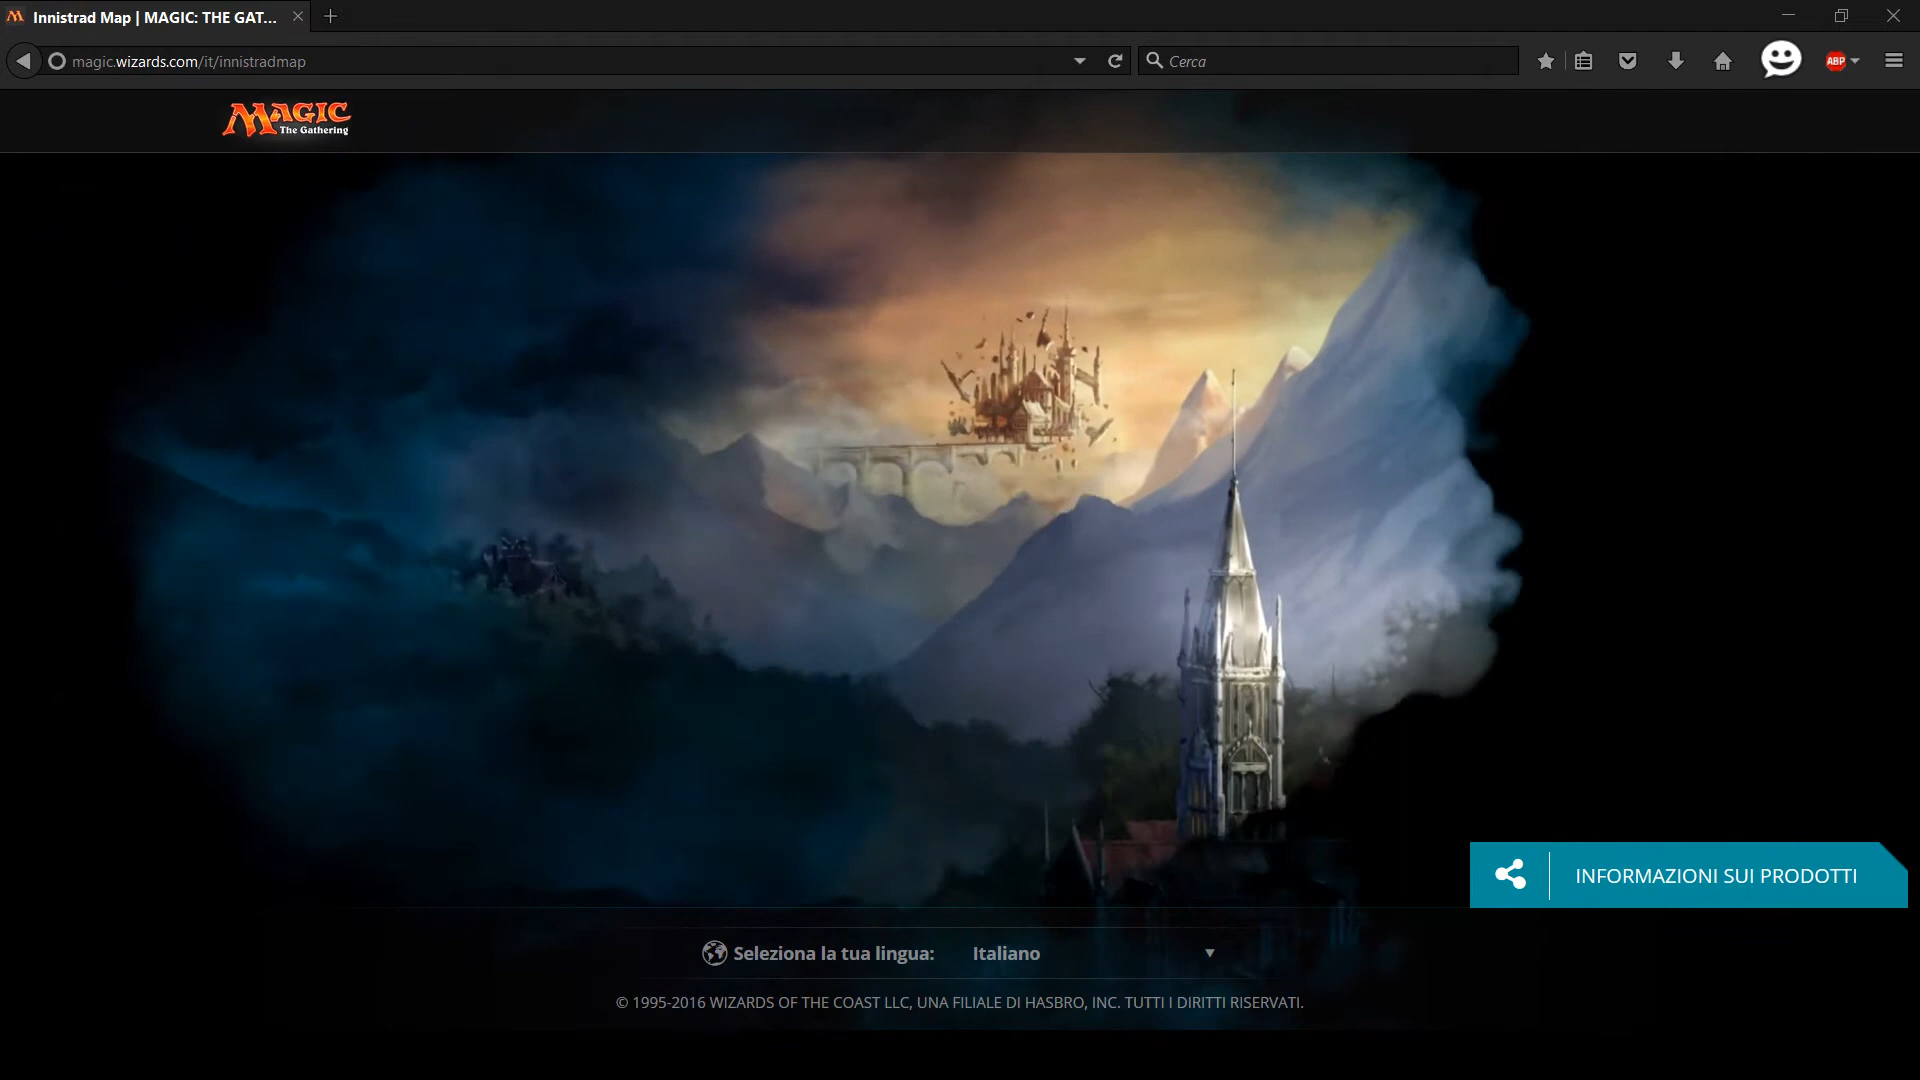 Innistrad Map | MAGIC: THE GAT...
magic.wizards.com/it/innistradmap
Cerca
ABP
MAGIC
The Gathering
INFORMAZIONI SUI PRODOTTI
Seleziona la tua lingua: Italiano
© 1995-2016 WIZARDS OF THE COAST LLC, UNA FILIALE DI HASBRO, INC. TUTTI I DIRITTI RISERVATI.